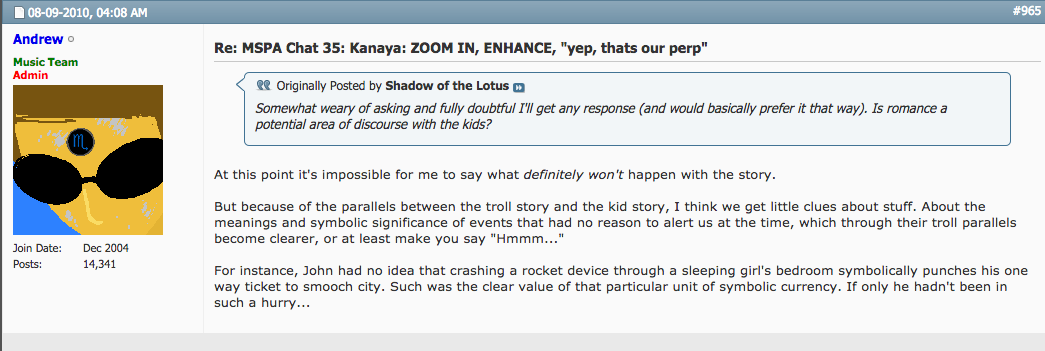 08-09-2010, 04:08 AM #965
Andrew
Music Team
Admin
♏
Join Date: Dec 2004
Posts: 14,341
Re: MSPA Chat 35: Kanaya: ZOOM IN, ENHANCE, "yep, thats our perp"
Originally Posted by Shadow of the Lotus
Somewhat weary of asking and fully doubtful I'll get any response (and would basically prefer it that way). Is romance a
potential area of discourse with the kids?
At this point it's impossible for me to say what definitely won't happen with the story.
But because of the parallels between the troll story and the kid story, I think we get little clues about stuff. About the
meanings and symbolic significance of events that had no reason to alert us at the time, which through their troll parallels
become clearer, or at least make you say "Hmmm..."
For instance, John had no idea that crashing a rocket device through a sleeping girl's bedroom symbolically punches his one
way ticket to smooch city. Such was the clear value of that particular unit of symbolic currency. If only he hadn't been in
such a hurry...